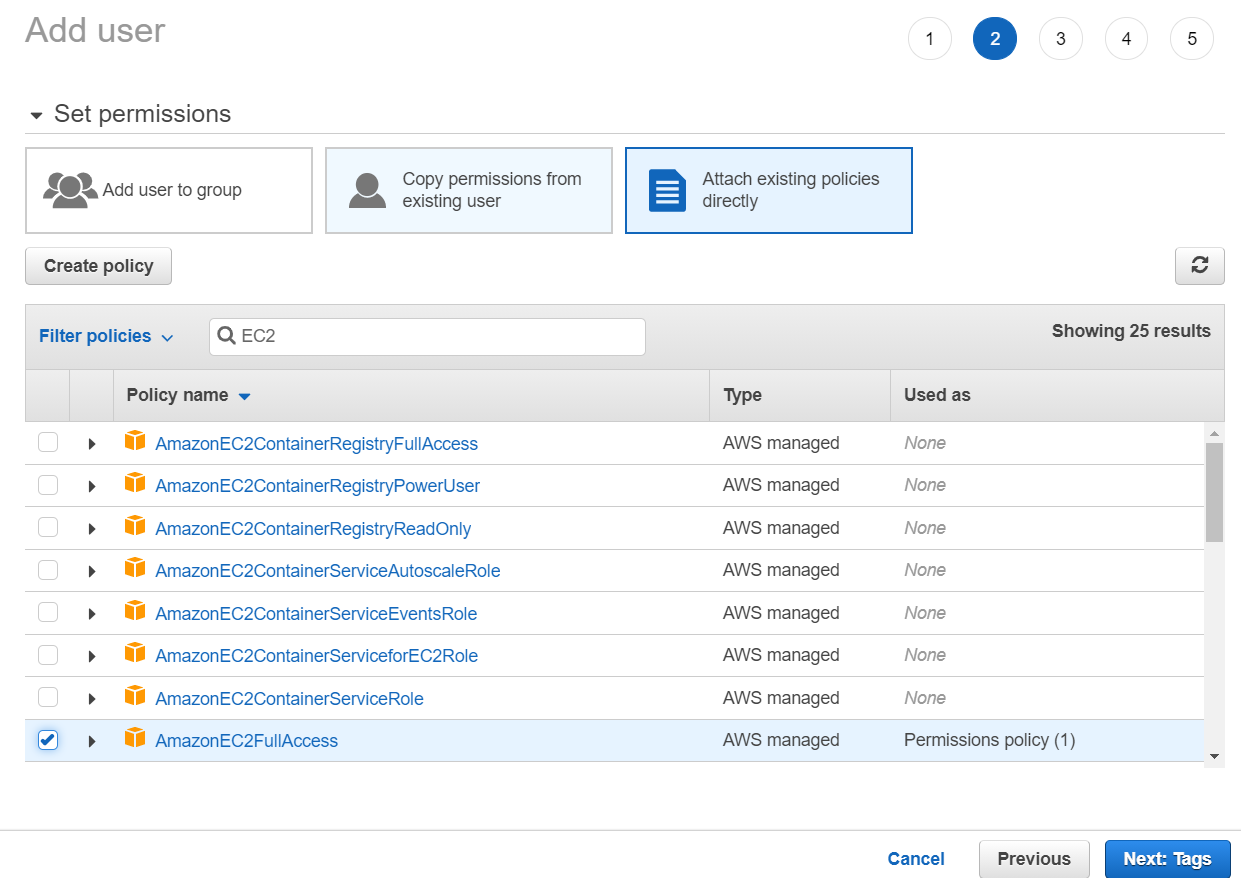 Add user
1 2 3 4 5
Set permissions
Add user to group
Copy permissions from
existing user
Attach existing policies
directly
Create policy
Filter policies EC2 Showing 25 results
Policy name Type Used as
AmazonEC2ContainerRegistryFullAccess AWS managed None
AmazonEC2ContainerRegistryPowerUser AWS managed None
AmazonEC2ContainerRegistryReadOnly AWS managed None
AmazonEC2ContainerServiceAutoscaleRole AWS managed None
AmazonEC2ContainerServiceEventsRole AWS managed None
AmazonEC2ContainerServiceforEC2Role AWS managed None
AmazonEC2ContainerServiceRole AWS managed None
AmazonEC2FullAccess AWS managed Permissions policy (1)
Cancel Previous Next: Tags